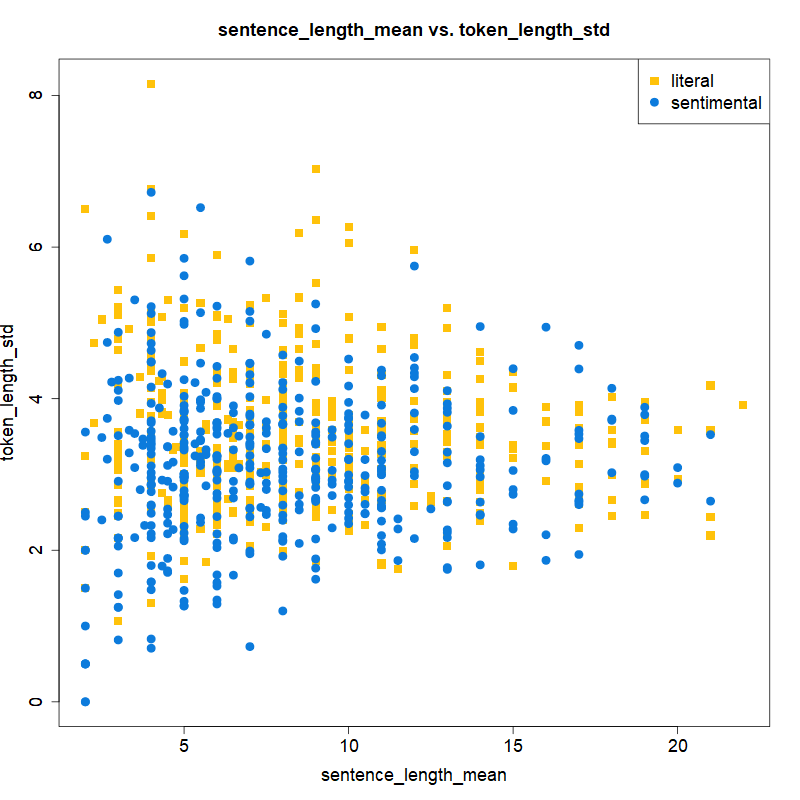 sentence_length_mean vs. token_length_std
literal
sentimental
token_length_std
8
6
4
2
0
5
10
15
20
sentence_length_mean